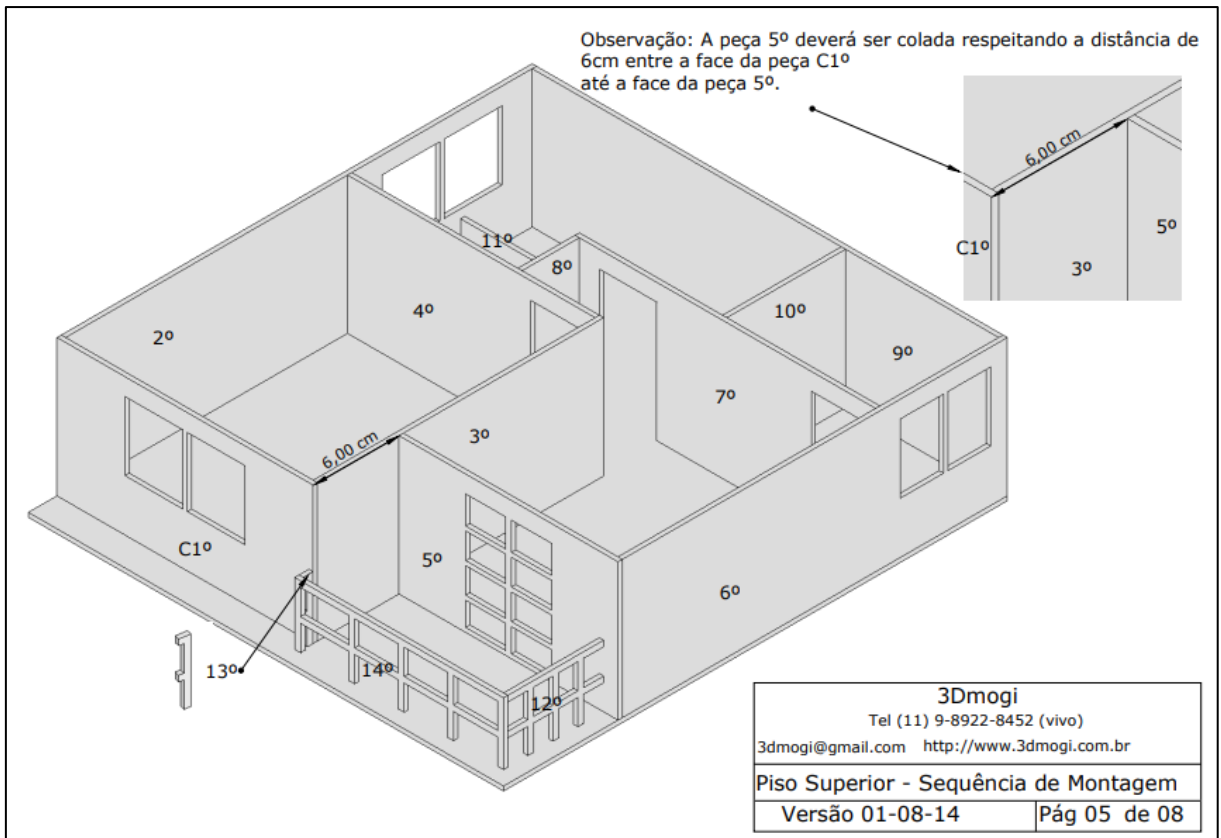 Observação: A peça 5º deverá ser colada respeitando a distância de
6cm entre a face da peça C1º
até a face da peça 5º.
6,00 cm
C1º
3º
5º
11º
8º
4º
2º
10º
9º
7º
3º
6,00 cm
C1º
5º
6º
13º
14º
12º
3Dmogi
Tel (11) 9-8922-8452 (vivo)
3dmogi@gmail.com http://www.3dmogi.com.br
Piso Superior - Sequência de Montagem
Versão 01-08-14
Pág 05 de 08